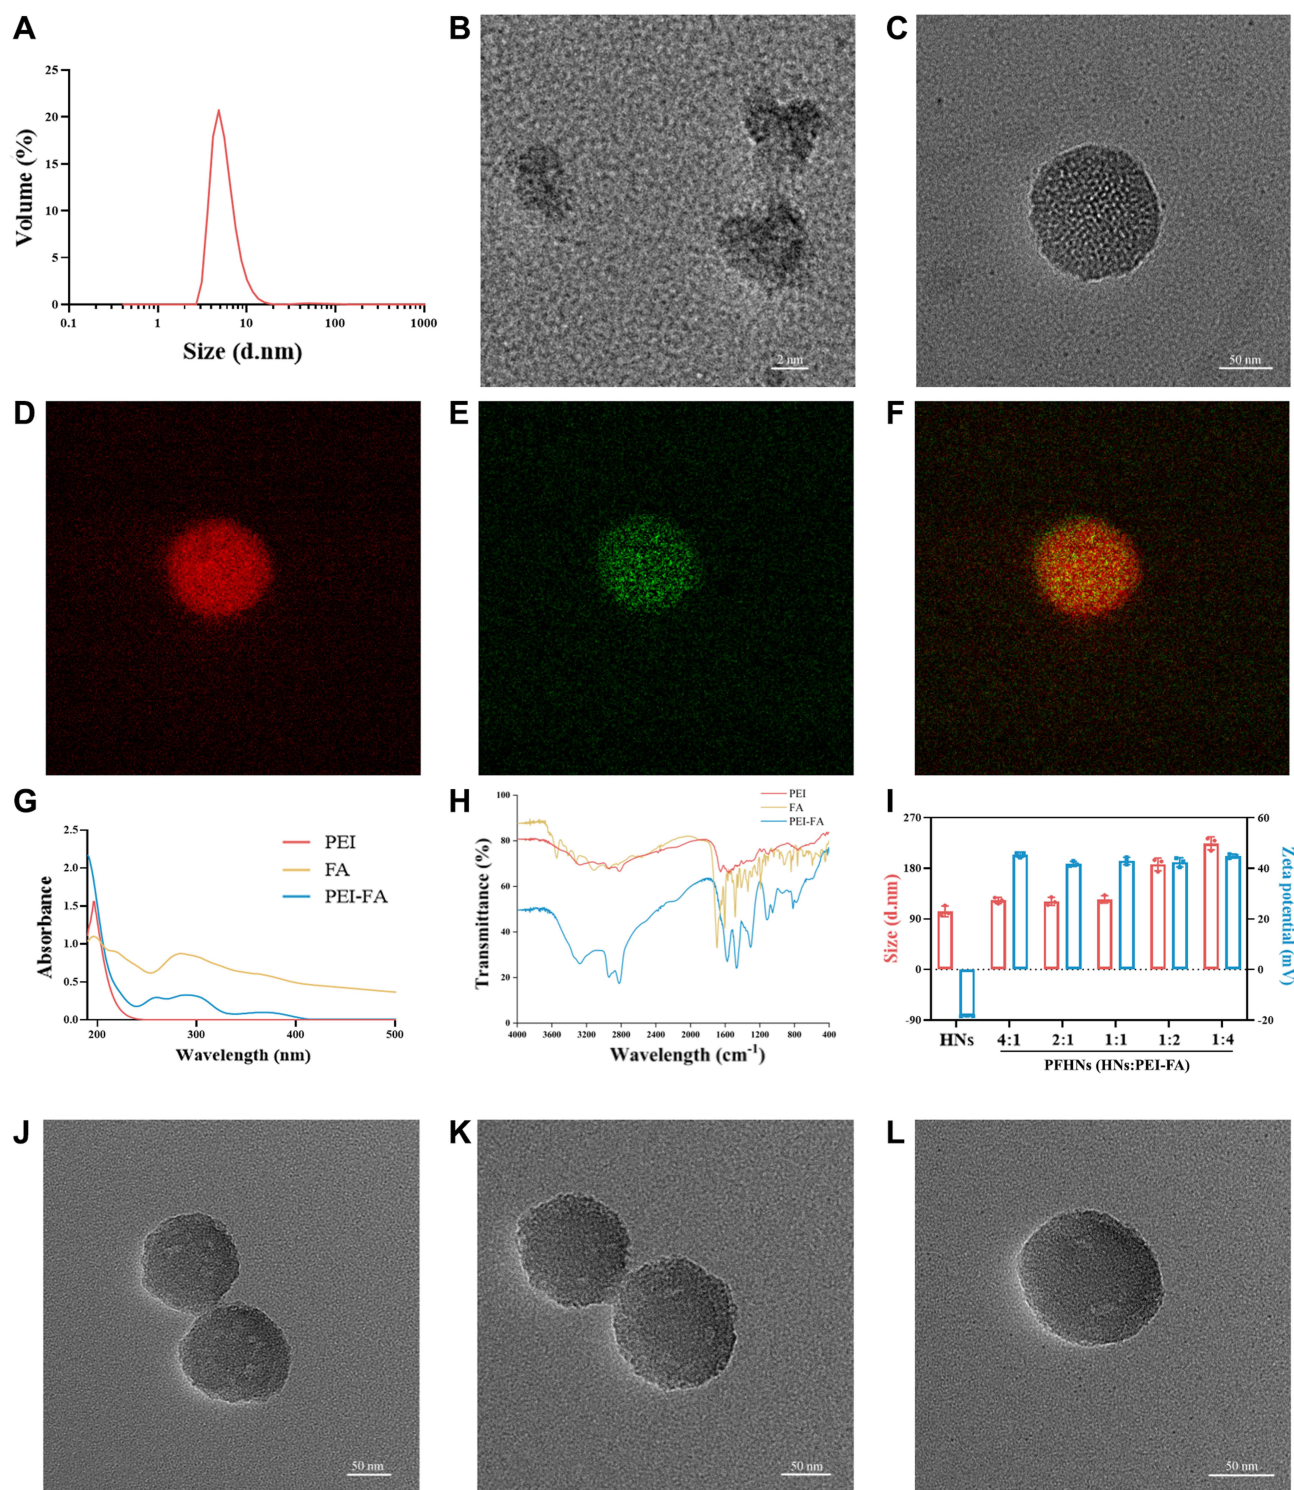 A
B
C
25
20
15
10
5
0
Volume (%)
0.1 1 10 100 1000
Size (d.nm)
2 nm
50 nm
D
E
F
G
H
I
2.5
2.0
1.5
1.0
0.5
0.0
Absorbance
PEI
FA
PEI-FA
200 300 400 500
Wavelength (nm)
100
80
60
40
20
0
Transmittance (%)
PEI
FA
PEI-FA
4000 3600 3200 2800 2400 2000 1600 1200 800 400
Wavelength (cm-1)
270
180
90
0
-90
Size (d.nm)
60
40
20
0
-20
Zeta potential (mV)
HNs 4:1 2:1 1:1 1:2 1:4
PFHNs (HNs:PEI-FA)
J
K
L
50 nm
50 nm
50 nm